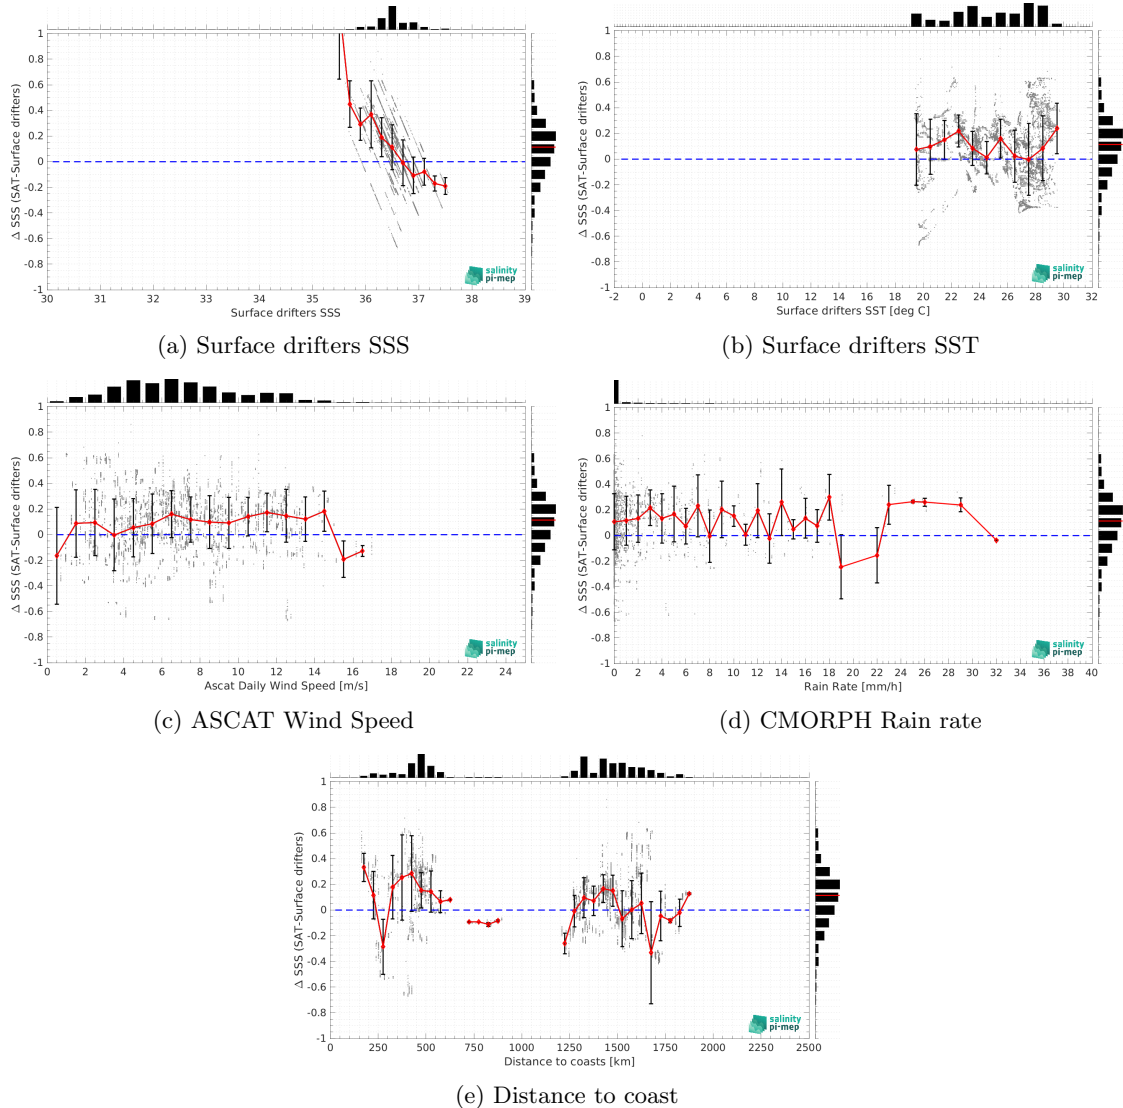 1
0.8
0.6
0.4
0.2
0
-0.2
-0.4
-0.6
-0.8
-1
Δ SSS (SAT-Surface drifters)
30 31 32 33 34 35 36 37 38 39
Surface drifters SSS
salinity
pi-mep
(a) Surface drifters SSS
1
0.8
0.6
0.4
0.2
0
-0.2
-0.4
-0.6
-0.8
-1
Δ SSS (SAT-Surface drifters)
-2 0 2 4 6 8 10 12 14 16 18 20 22 24 26 28 30 32
Surface drifters SST [deg C]
salinity
pi-mep
(b) Surface drifters SST
1
0.8
0.6
0.4
0.2
0
-0.2
-0.4
-0.6
-0.8
-1
Δ SSS (SAT-Surface drifters)
0 2 4 6 8 10 12 14 16 18 20 22 24
Ascat Daily Wind Speed [m/s]
salinity
pi-mep
(c) ASCAT Wind Speed
1
0.8
0.6
0.4
0.2
0
-0.2
-0.4
-0.6
-0.8
-1
Δ SSS (SAT-Surface drifters)
0 2 4 6 8 10 12 14 16 18 20 22 24 26 28 30 32 34 36 38 40
Rain Rate [mm/h]
salinity
pi-mep
(d) CMORPH Rain rate
1
0.8
0.6
0.4
0.2
0
-0.2
-0.4
-0.6
-0.8
-1
Δ SSS (SAT-Surface drifters)
0 250 500 750 1000 1250 1500 1750 2000 2250 2500
Distance to coasts [km]
salinity
pi-mep
(e) Distance to coast